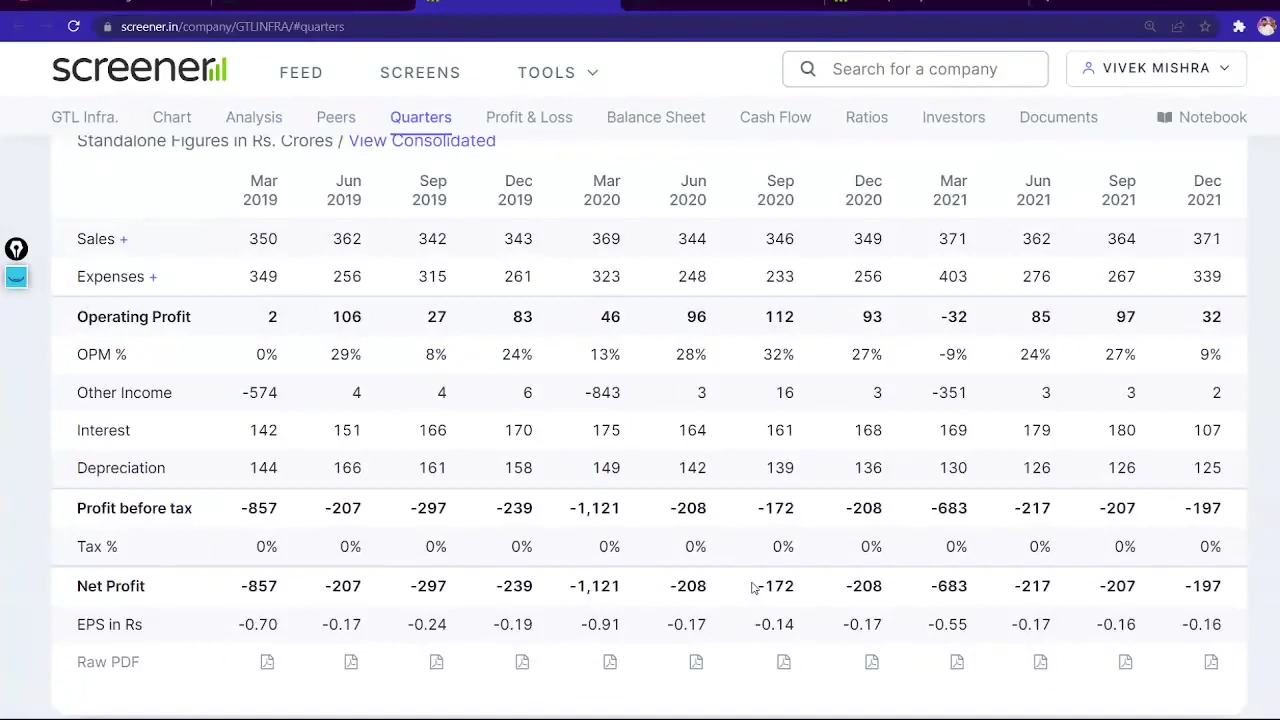 screener.in/company/GTLINFRA/#quarters
screener FEED SCREENS TOOLS Search for a company VIVEK MISHRA
GTL Infra. Chart Analysis Peers Quarters Profit & Loss Balance Sheet Cash Flow Ratios Investors Documents Notebook
Standalone Figures in Rs. Crores / View Consolidated
Mar 2019 Jun 2019 Sep 2019 Dec 2019 Mar 2020 Jun 2020 Sep 2020 Dec 2020 Mar 2021 Jun 2021 Sep 2021 Dec 2021
Sales + 350 362 342 343 369 344 346 349 371 362 364 371
Expenses + 349 256 315 261 323 248 233 256 403 276 267 339
Operating Profit 2 106 27 83 46 96 112 93 -32 85 97 32
OPM % 0% 29% 8% 24% 13% 28% 32% 27% -9% 24% 27% 9%
Other Income -574 4 4 6 -843 3 16 3 -351 3 3 2
Interest 142 151 166 170 175 164 161 168 169 179 180 107
Depreciation 144 166 161 158 149 142 139 136 130 126 126 125
Profit before tax -857 -207 -297 -239 -1,121 -208 -172 -208 -683 -217 -207 -197
Tax % 0% 0% 0% 0% 0% 0% 0% 0% 0% 0% 0% 0%
Net Profit -857 -207 -297 -239 -1,121 -208 -172 -208 -683 -217 -207 -197
EPS in Rs -0.70 -0.17 -0.24 -0.19 -0.91 -0.17 -0.14 -0.17 -0.55 -0.17 -0.16 -0.16
Raw PDF